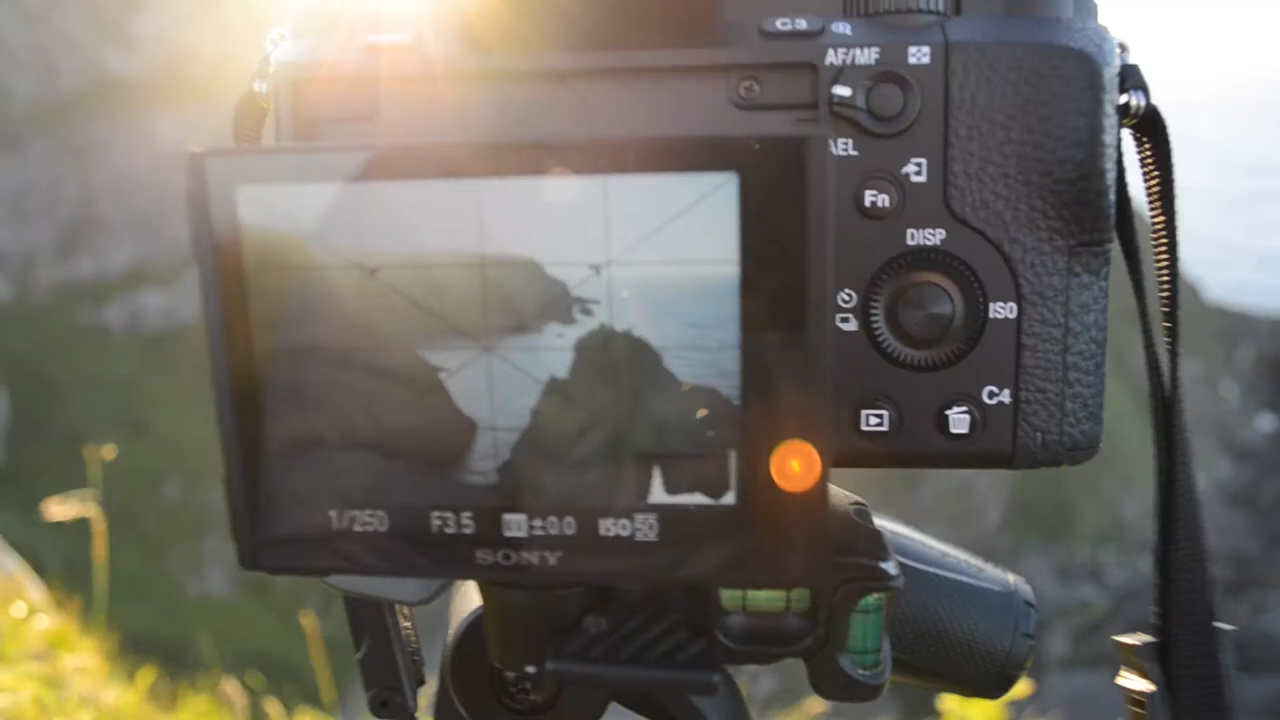 C3
AF/MF
AEL
Fn
DISP
ISO
C4
1/250 F3.5 ±0.0 ISO 50
SONY